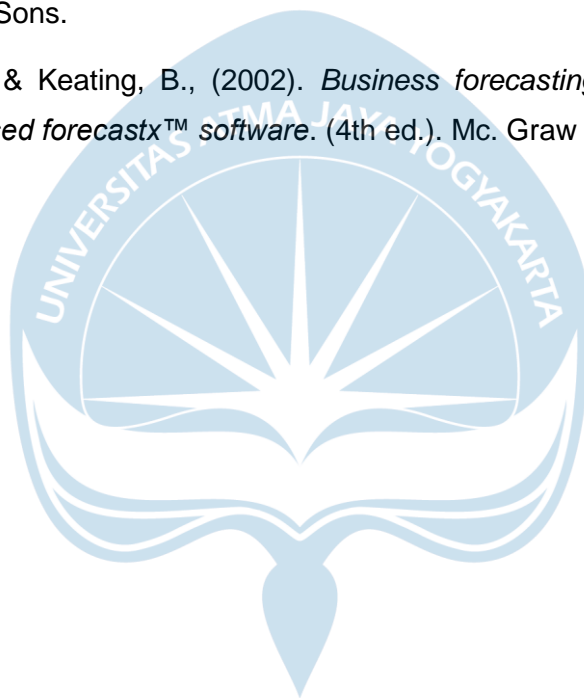 Sons.
& Keating, B., (2002). Business forecasting
ed forecastx™ software. (4th ed.). Mc. Graw
UNIVERSITAS ATMA JAYA YOGYAKARTA